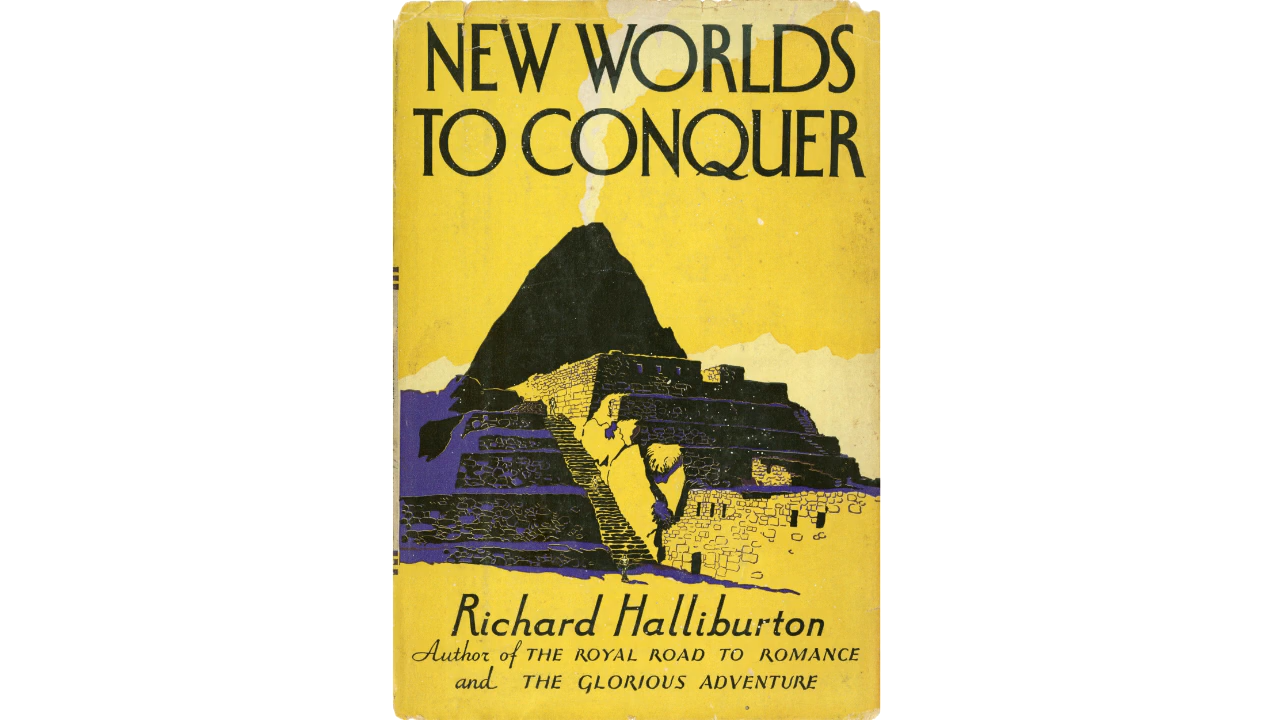 NEW WORLDS
TO CONQUER
Richard Halliburton
Author of THE ROYAL ROAD TO ROMANCE
and THE GLORIOUS ADVENTURE